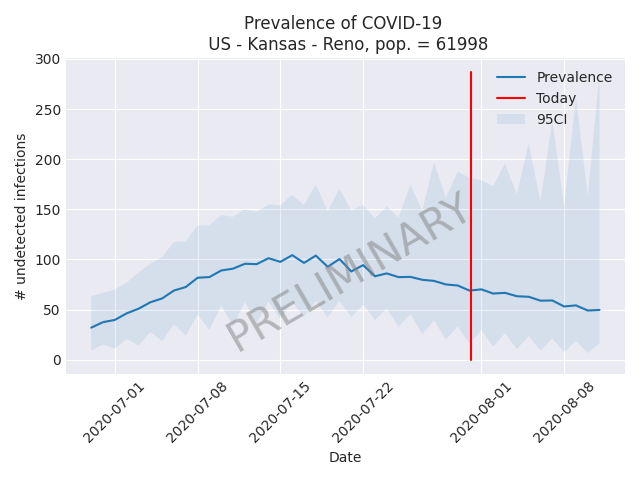 Prevalence of COVID-19
US - Kansas - Reno, pop. = 61998
300
250
200
150
100
50
0
# undetected infections
Prevalence
Today
95CI
PRELIMINARY
2020-07-01
2020-07-08
2020-07-15
2020-07-22
2020-08-01
2020-08-08
Date